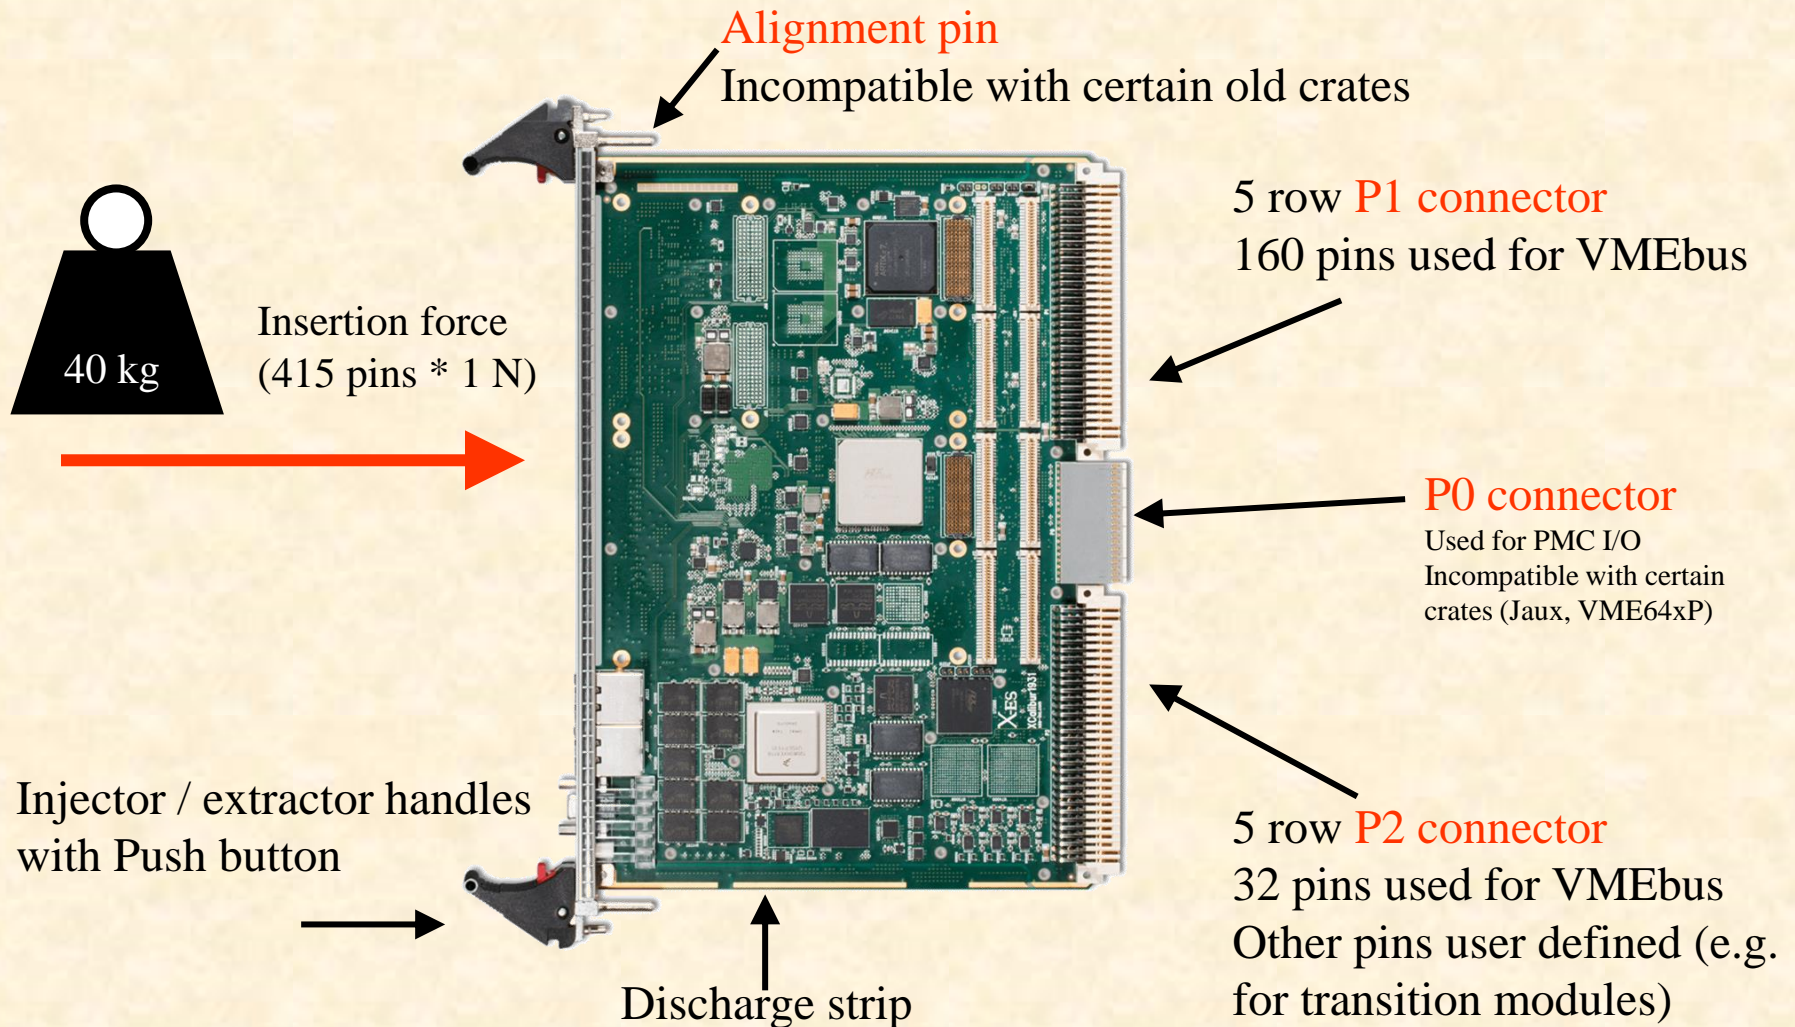 Alignment pin
Incompatible with certain old crates
5 row P1 connector
160 pins used for VMEbus
Insertion force
(415 pins * 1 N)
40 kg
P0 connector
Used for PMC I/O
Incompatible with certain
crates (Jaux, VME64xP)
X-ES
XCalibur1931
Injector / extractor handles
with Push button
5 row P2 connector
32 pins used for VMEbus
Other pins user defined (e.g.
for transition modules)
Discharge strip